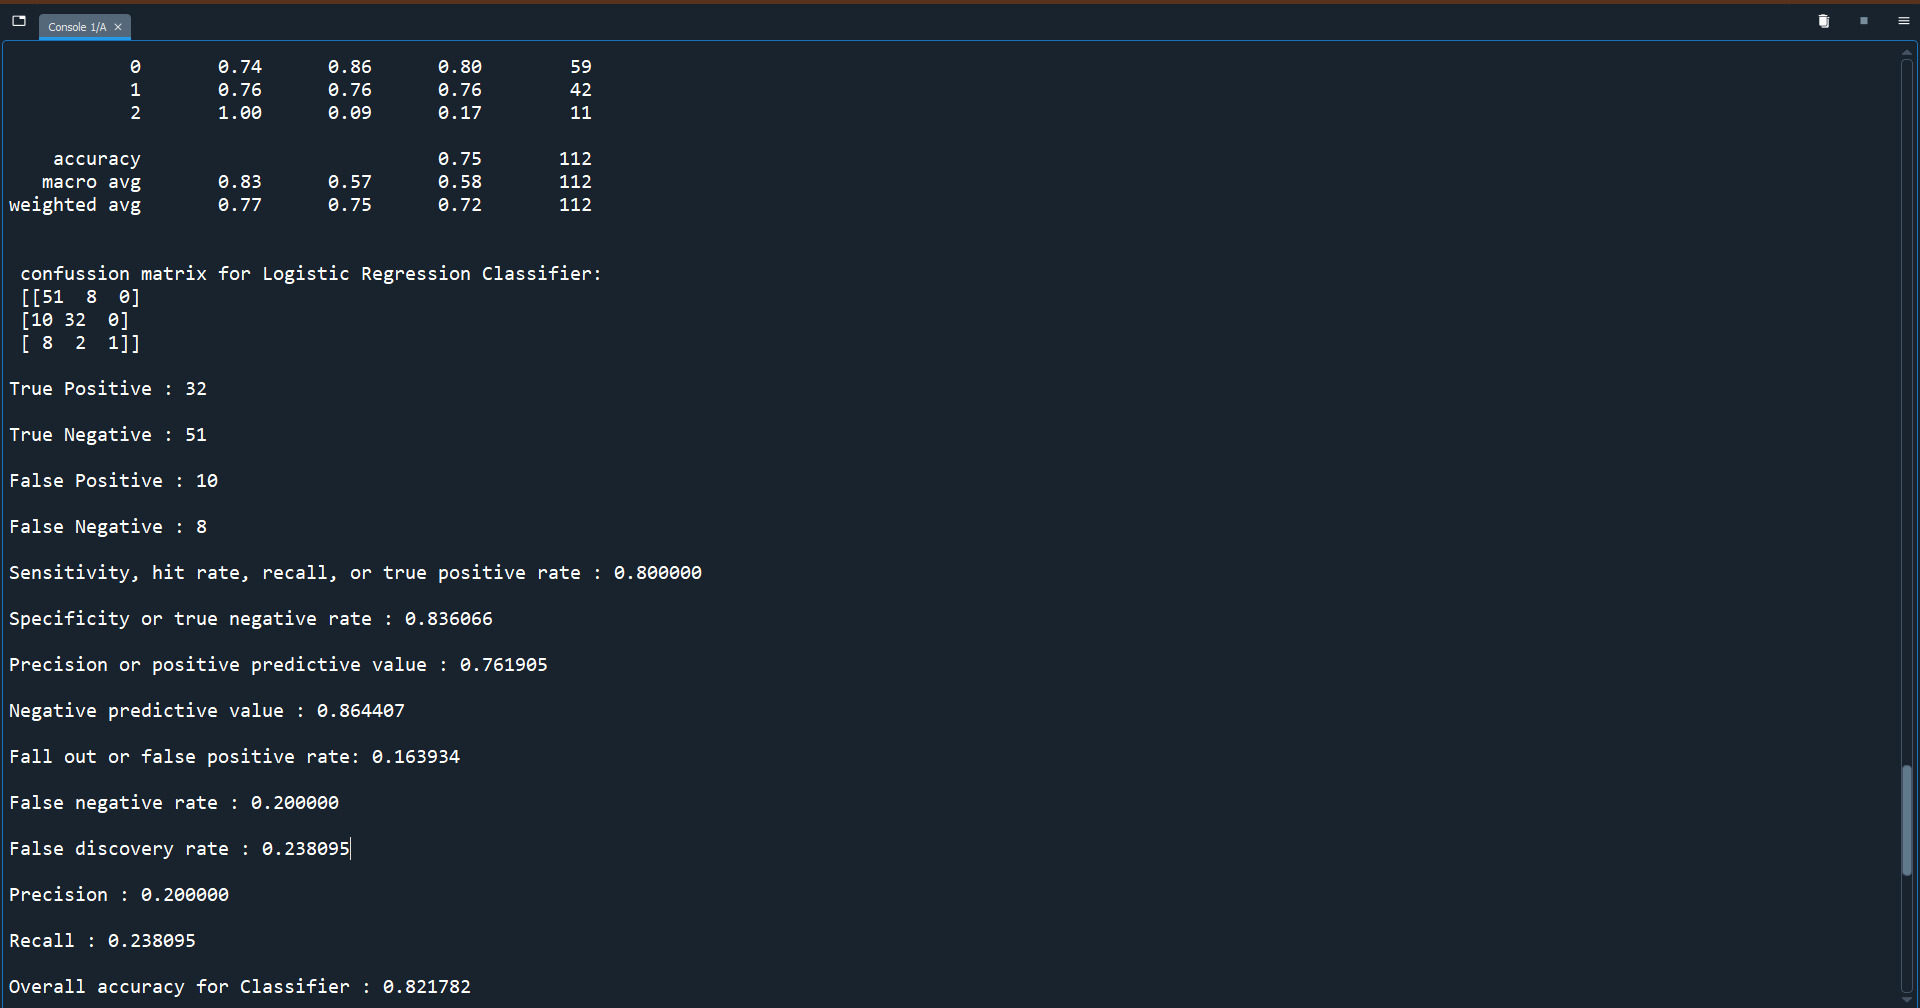 Console 1/A ×
0 0.74 0.86 0.80 59
1 0.76 0.76 0.76 42
2 1.00 0.09 0.17 11
accuracy 0.75 112
macro avg 0.83 0.57 0.58 112
weighted avg 0.77 0.75 0.72 112
confussion matrix for Logistic Regression Classifier:
[[51 8 0]
[10 32 0]
[ 8 2 1]]
True Positive : 32
True Negative : 51
False Positive : 10
False Negative : 8
Sensitivity, hit rate, recall, or true positive rate : 0.800000
Specificity or true negative rate : 0.836066
Precision or positive predictive value : 0.761905
Negative predictive value : 0.864407
Fall out or false positive rate: 0.163934
False negative rate : 0.200000
False discovery rate : 0.238095
Precision : 0.200000
Recall : 0.238095
Overall accuracy for Classifier : 0.821782